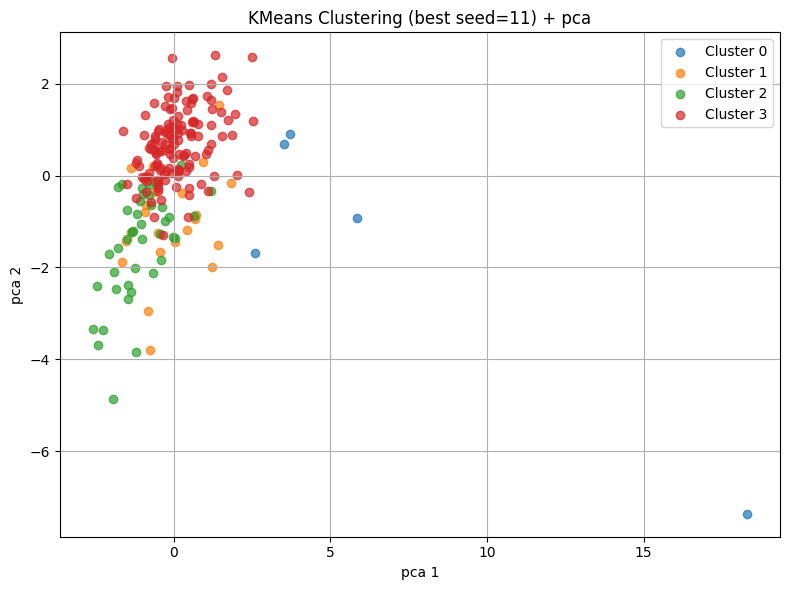 KMeans Clustering (best seed=11) + pca
Cluster 0
Cluster 1
Cluster 2
Cluster 3
2
0
−2
−4
−6
pca 2
0
5
10
15
pca 1